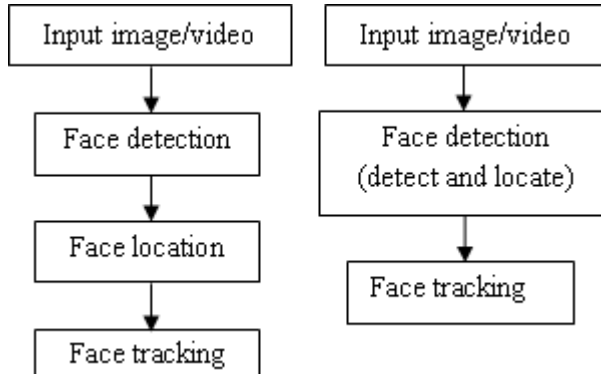 Input image/video
Face detection
Face location
Face tracking
Input image/video
Face detection
(detect and locate)
Face tracking